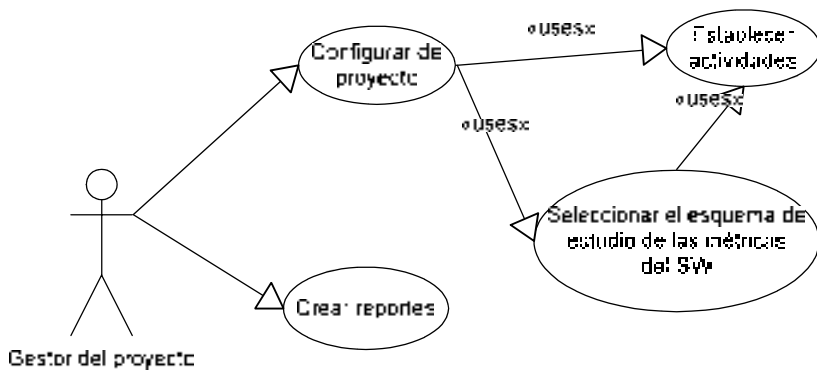 «uses»
Establecer
actividades
Configurar de
proyecto
«uses»
«uses»
Seleccionar el esquema de
estudio de las métricas
del SW
Crear reportes
Gestor del proyecto